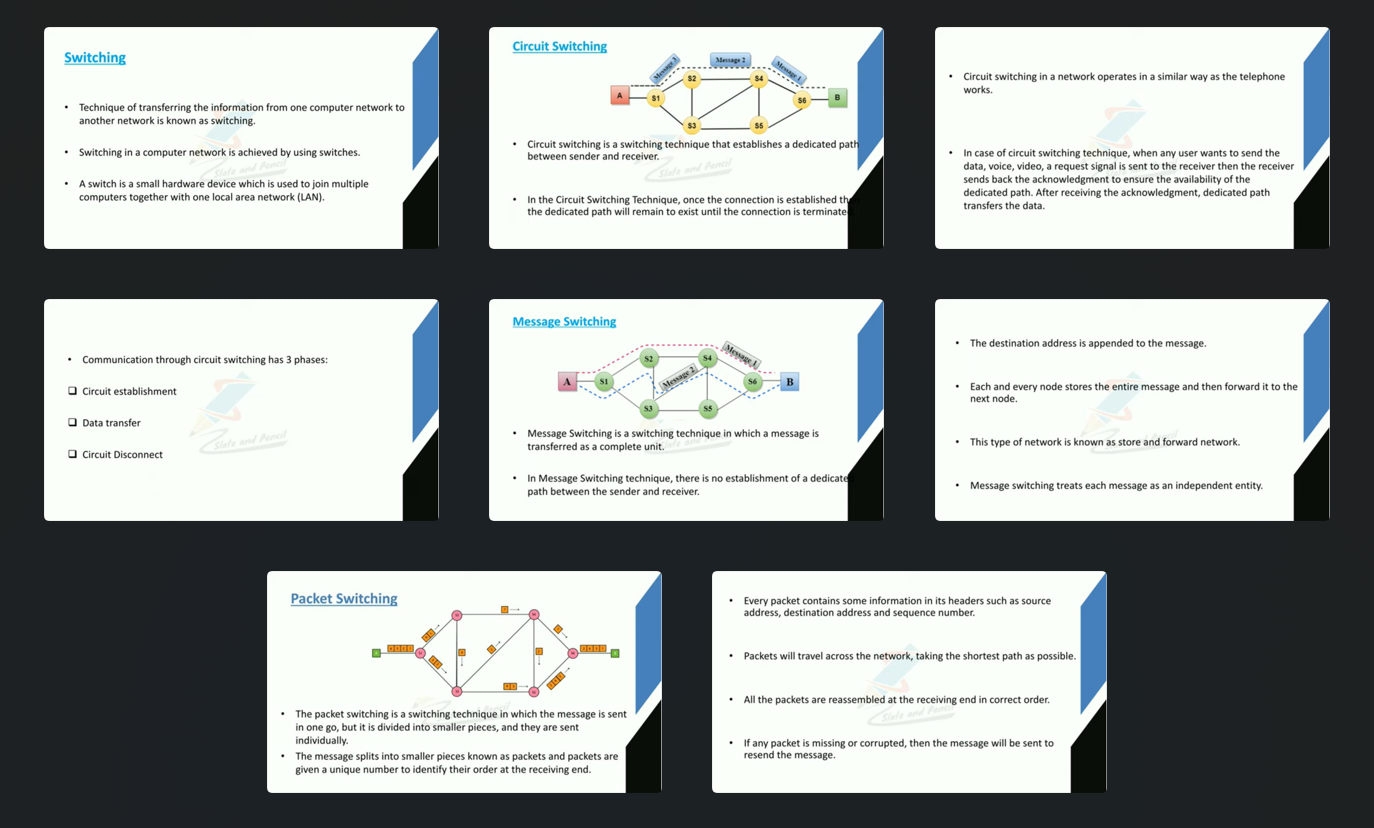 Switching
• Technique of transferring the information from one computer network to
another network is known as switching.
• Switching in a computer network is achieved by using switches.
• A switch is a small hardware device which is used to join multiple
computers together with one local area network (LAN).
Slate and Pencil
Circuit Switching
Message 3
Message 2
Message 1
A
S1
S2
S4
S3
S5
S6
B
• Circuit switching is a switching technique that establishes a dedicated path
between sender and receiver.
• In the Circuit Switching Technique, once the connection is established then
the dedicated path will remain to exist until the connection is terminated
Slate and Pencil
• Circuit switching in a network operates in a similar way as the telephone
works.
• In case of circuit switching technique, when any user wants to send the
data, voice, video, a request signal is sent to the receiver then the receiver
sends back the acknowledgment to ensure the availability of the
dedicated path. After receiving the acknowledgment, dedicated path
transfers the data.
• Communication through circuit switching has 3 phases:
❑ Circuit establishment
❑ Data transfer
❑ Circuit Disconnect
Slate and Pencil
Message Switching
Message 1
Message 2
A
S1
S2
S4
S3
S5
S6
B
• Message Switching is a switching technique in which a message is
transferred as a complete unit.
• In Message Switching technique, there is no establishment of a dedicate
path between the sender and receiver.
• The destination address is appended to the message.
• Each and every node stores the entire message and then forward it to the
next node.
• This type of network is known as store and forward network.
• Message switching treats each message as an independent entity.
Slate and Pencil
Packet Switching
• The packet switching is a switching technique in which the message is sent
in one go, but it is divided into smaller pieces, and they are sent
individually.
• The message splits into smaller pieces known as packets and packets are
given a unique number to identify their order at the receiving end.
• Every packet contains some information in its headers such as source
address, destination address and sequence number.
• Packets will travel across the network, taking the shortest path as possible.
• All the packets are reassembled at the receiving end in correct order.
• If any packet is missing or corrupted, then the message will be sent to
resend the message.
Slate and Pencil